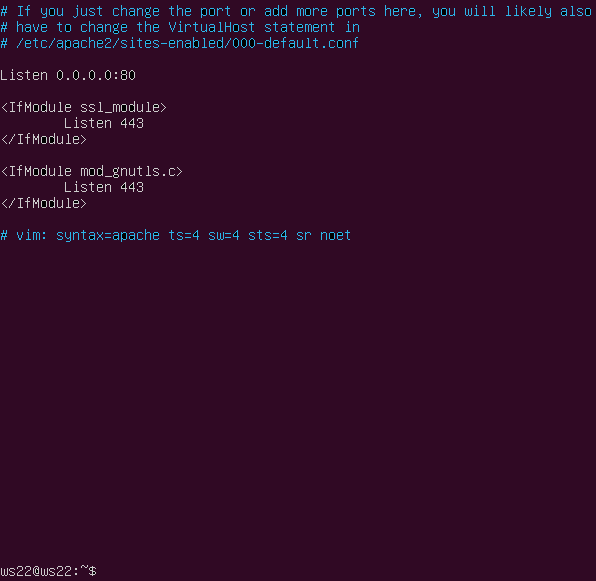 # If you just change the port or add more ports here, you will likely also
# have to change the VirtualHost statement in
# /etc/apache2/sites-enabled/000-default.conf
Listen 0.0.0.0:80
<IfModule ssl_module>
        Listen 443
</IfModule>
<IfModule mod_gnutls.c>
        Listen 443
</IfModule>
# vim: syntax=apache ts=4 sw=4 sts=4 sr noet
ws22@ws22:~$